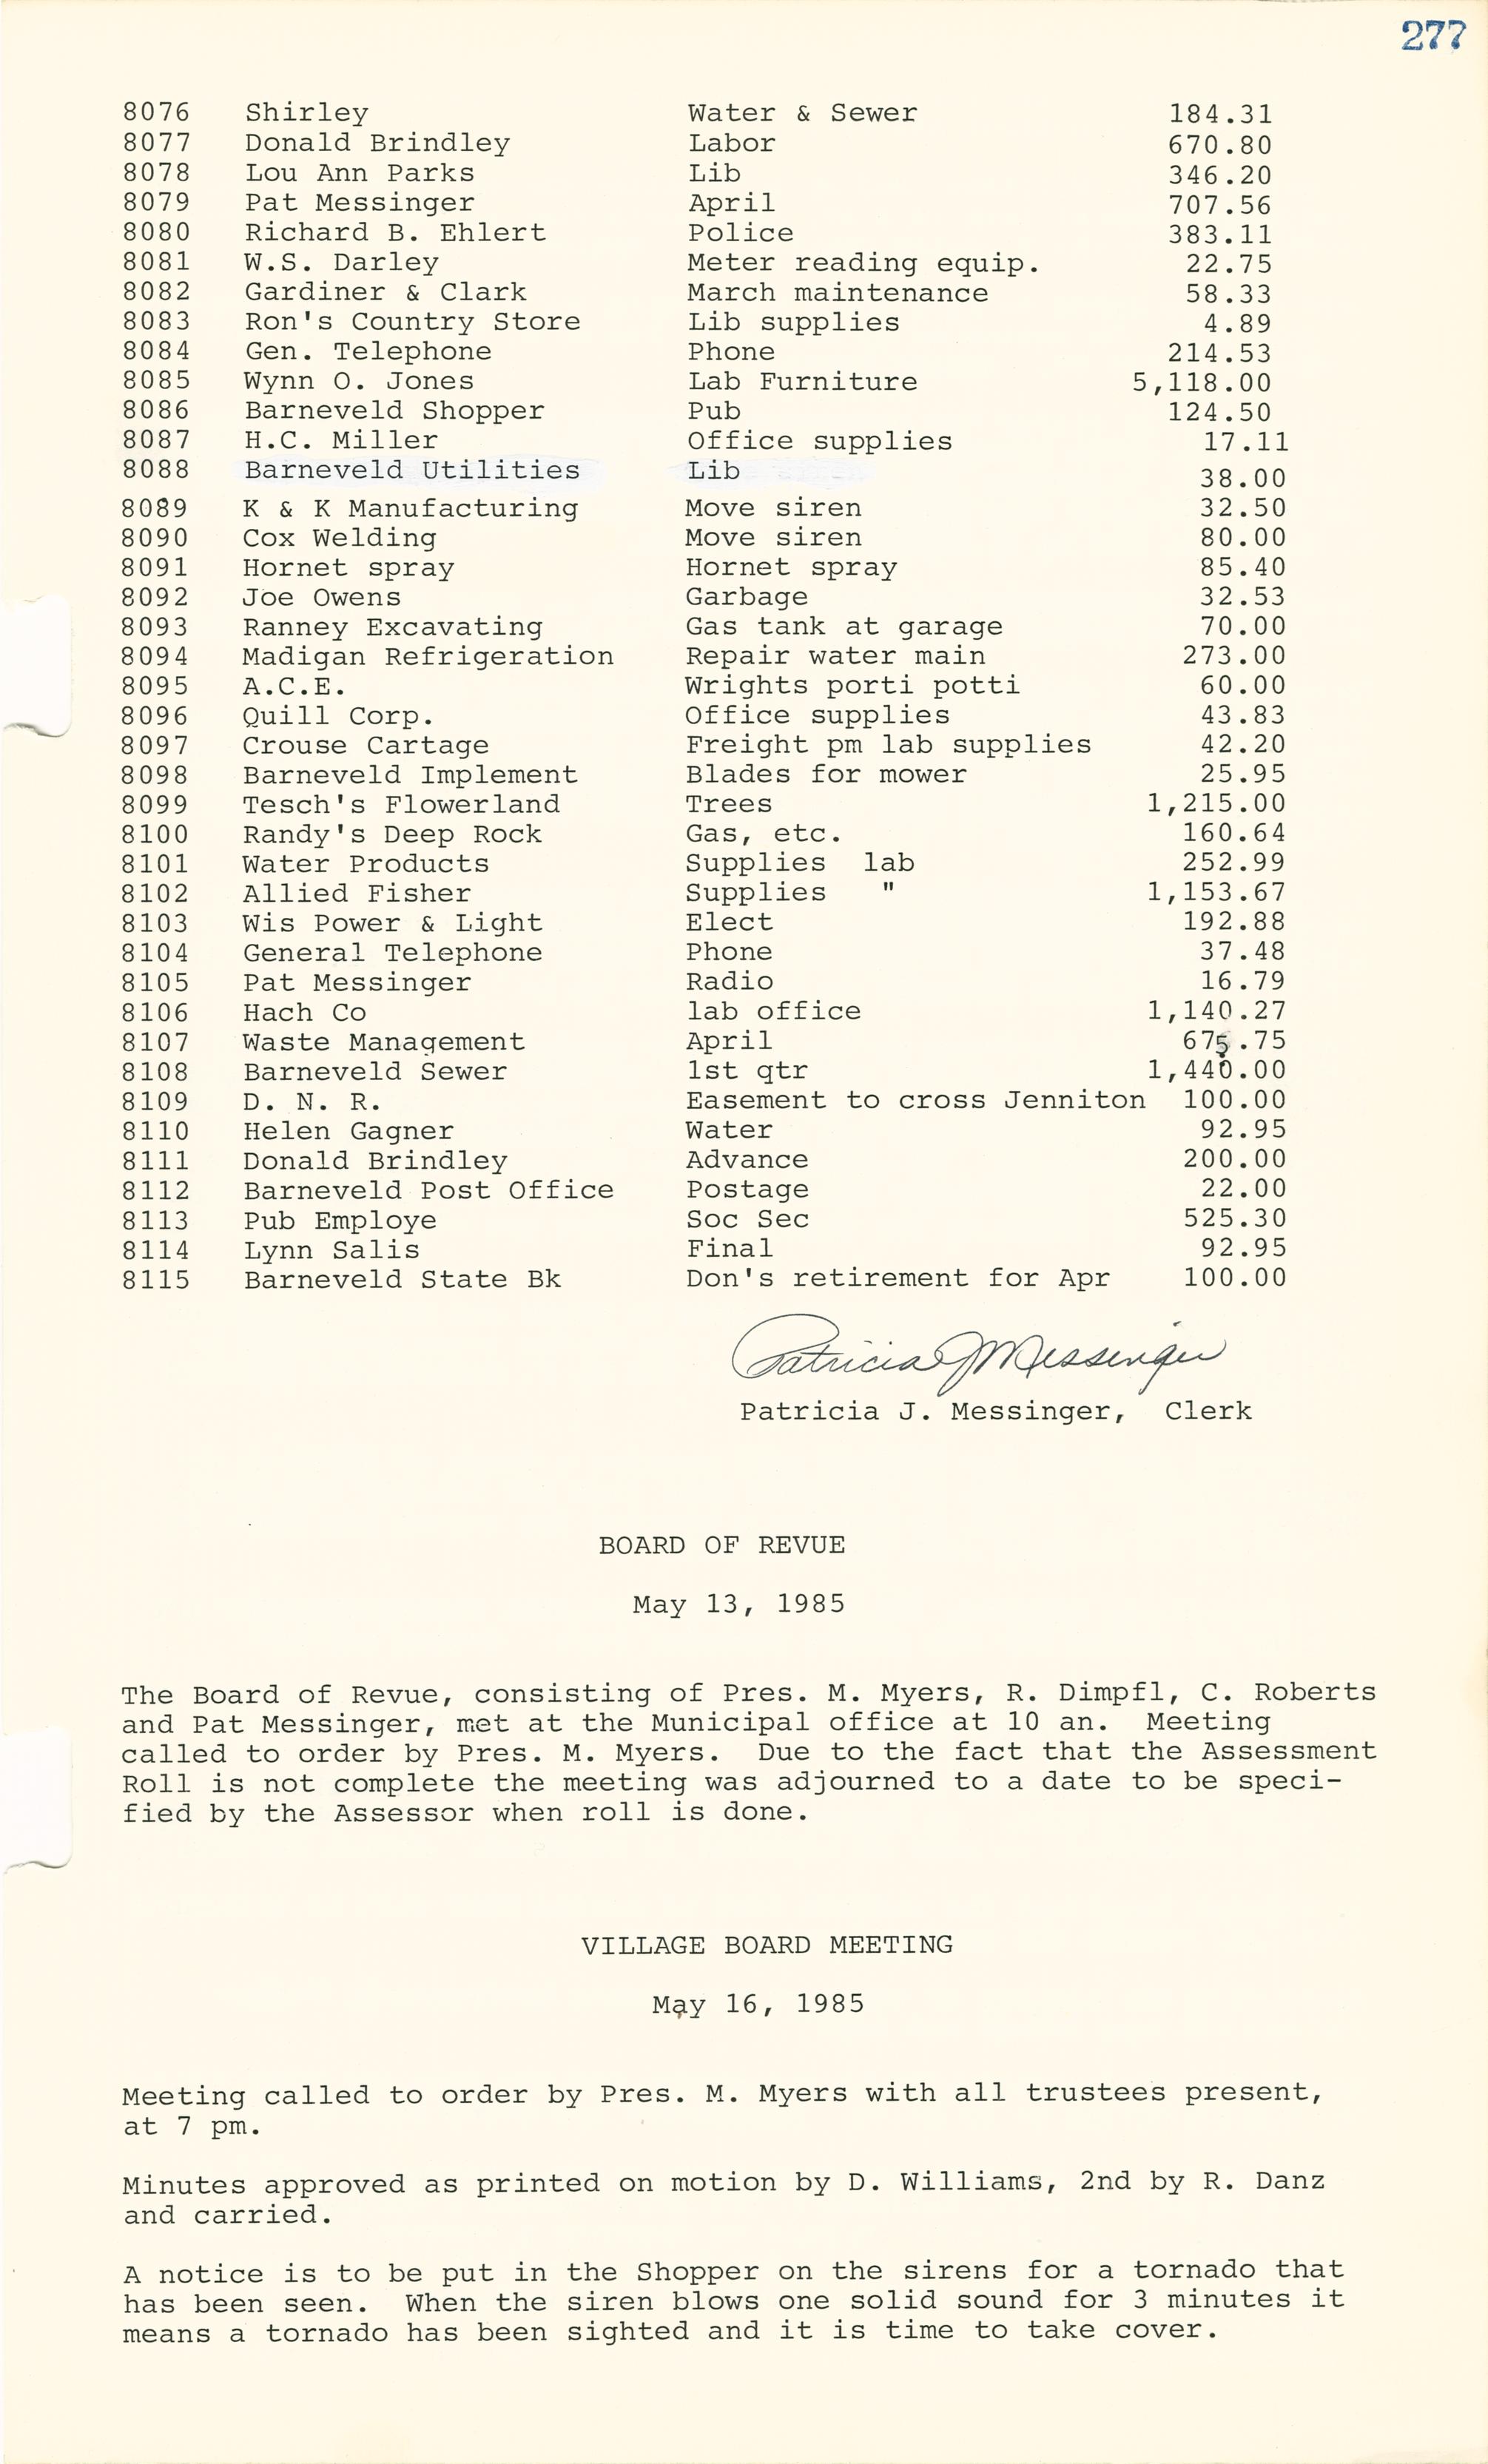 277
8076 Shirley Water & Sewer 184.31
8077 Donald Brindley Labor 670.80
8078 Lou Ann Parks Lib 346.20
8079 Pat Messinger April 707.56
8080 Richard B. Ehlert Police 383.11
8081 W.S. Darley Meter reading equip. 22.75
8082 Gardiner & Clark March maintenance 58.33
8083 Ron's Country Store Lib supplies 4.89
8084 Gen. Telephone Phone 214.53
8085 Wynn O. Jones Lab Furniture 5,118.00
8086 Barneveld Shopper Pub 124.50
8087 H.C. Miller Office supplies 17.11
8088 Barneveld Utilities Lib 38.00
8089 K & K Manufacturing Move siren 32.50
8090 Cox Welding Move siren 80.00
8091 Hornet spray Hornet spray 85.40
8092 Joe Owens Garbage 32.53
8093 Ranney Excavating Gas tank at garage 70.00
8094 Madigan Refrigeration Repair water main 273.00
8095 A.C.E. Wrights porti potti 60.00
8096 Quill Corp. Office supplies 43.83
8097 Crouse Cartage Freight pm lab supplies 42.20
8098 Barneveld Implement Blades for mower 25.95
8099 Tesch's Flowerland Trees 1,215.00
8100 Randy's Deep Rock Gas, etc. 160.64
8101 Water Products Supplies lab 252.99
8102 Allied Fisher Supplies " 1,153.67
8103 Wis Power & Light Elect 192.88
8104 General Telephone Phone 37.48
8105 Pat Messinger Radio 16.79
8106 Hach Co lab office 1,140.27
8107 Waste Management April 675.75
8108 Barneveld Sewer 1st qtr 1,440.00
8109 D. N. R. Easement to cross Jenniton 100.00
8110 Helen Gagner Water 92.95
8111 Donald Brindley Advance 200.00
8112 Barneveld Post Office Postage 22.00
8113 Pub Employe Soc Sec 525.30
8114 Lynn Salis Final 92.95
8115 Barneveld State Bk Don's retirement for Apr 100.00
Patricia J Messinger
Patricia J. Messinger, Clerk
BOARD OF REVUE
May 13, 1985
The Board of Revue, consisting of Pres. M. Myers, R. Dimpfl, C. Roberts
and Pat Messinger, met at the Municipal office at 10 an. Meeting
called to order by Pres. M. Myers. Due to the fact that the Assessment
Roll is not complete the meeting was adjourned to a date to be speci-
fied by the Assessor when roll is done.
VILLAGE BOARD MEETING
May 16, 1985
Meeting called to order by Pres. M. Myers with all trustees present,
at 7 pm.
Minutes approved as printed on motion by D. Williams, 2nd by R. Danz
and carried.
A notice is to be put in the Shopper on the sirens for a tornado that
has been seen. When the siren blows one solid sound for 3 minutes it
means a tornado has been sighted and it is time to take cover.